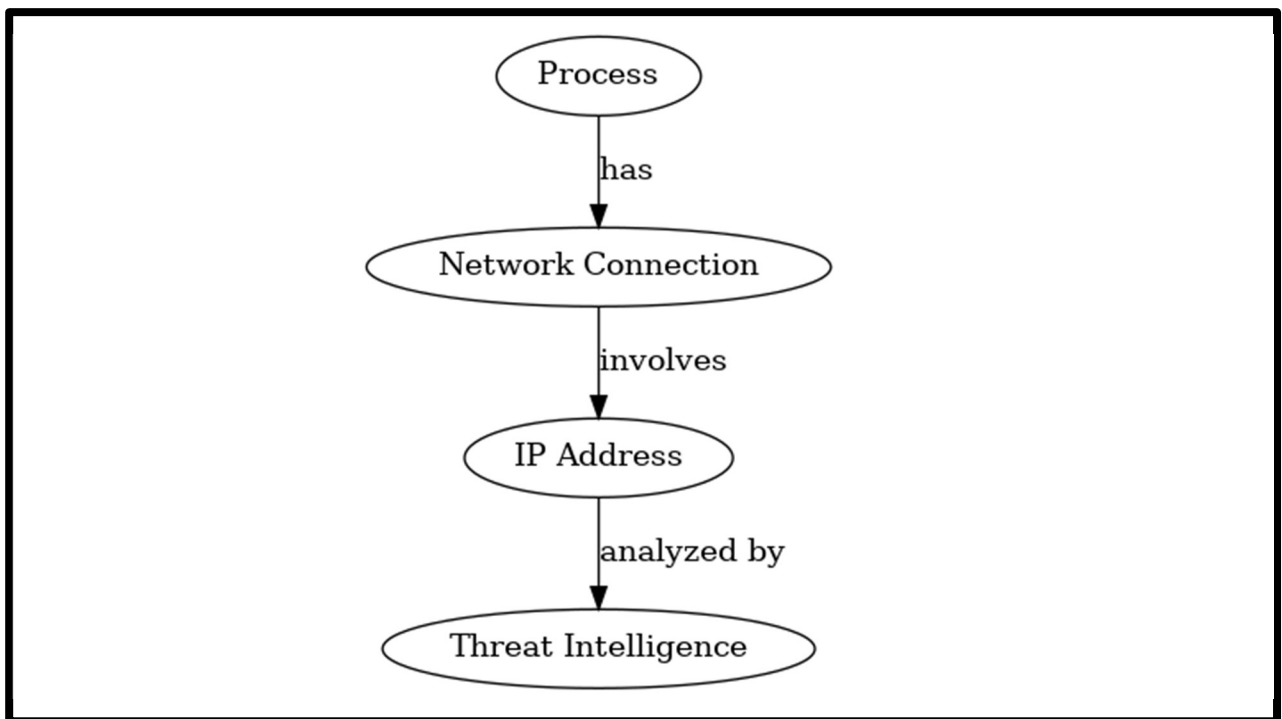 Process
has
Network Connection
involves
IP Address
analyzed by
Threat Intelligence